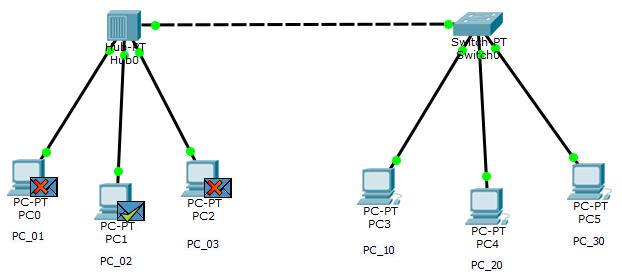 Hub-PT
Hub0
Switch-PT
Switch0
PC-PT
PC0
PC_01
PC-PT
PC1
PC_02
PC-PT
PC2
PC_03
PC-PT
PC3
PC_10
PC-PT
PC4
PC_20
PC-PT
PC5
PC_30